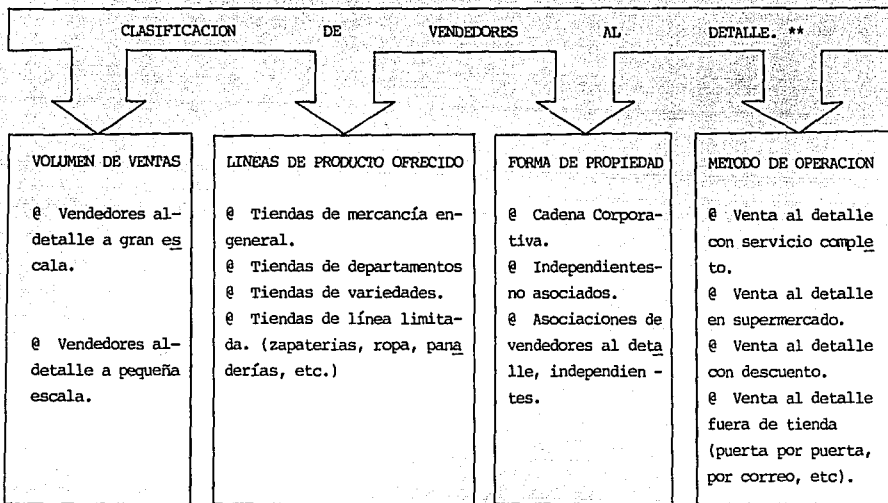 CLASIFICACION DE VENDEDORES AL DETALLE. **
VOLUMEN DE VENTAS
@ Vendedores al-
detalle a gran es
cala.
@ Vendedores al-
detalle a pequeña
escala.
LINEAS DE PRODUCTO OFRECIDO
@ Tiendas de mercancía en-
general.
@ Tiendas de departamentos
@ Tiendas de variedades.
@ Tiendas de línea limita-
da. (zapaterias, ropa, pana
derías, etc.)
FORMA DE PROPIEDAD
@ Cadena Corpora-
tiva.
@ Independientes-
no asociados.
@ Asociaciones de
vendedores al deta
lle, independien -
tes.
METODO DE OPERACION
@ Venta al detalle
con servicio comple
to.
@ Venta al detalle
en supermercado.
@ Venta al detalle
con descuento.
@ Venta al detalle
fuera de tienda
(puerta por puerta,
por correo, etc).